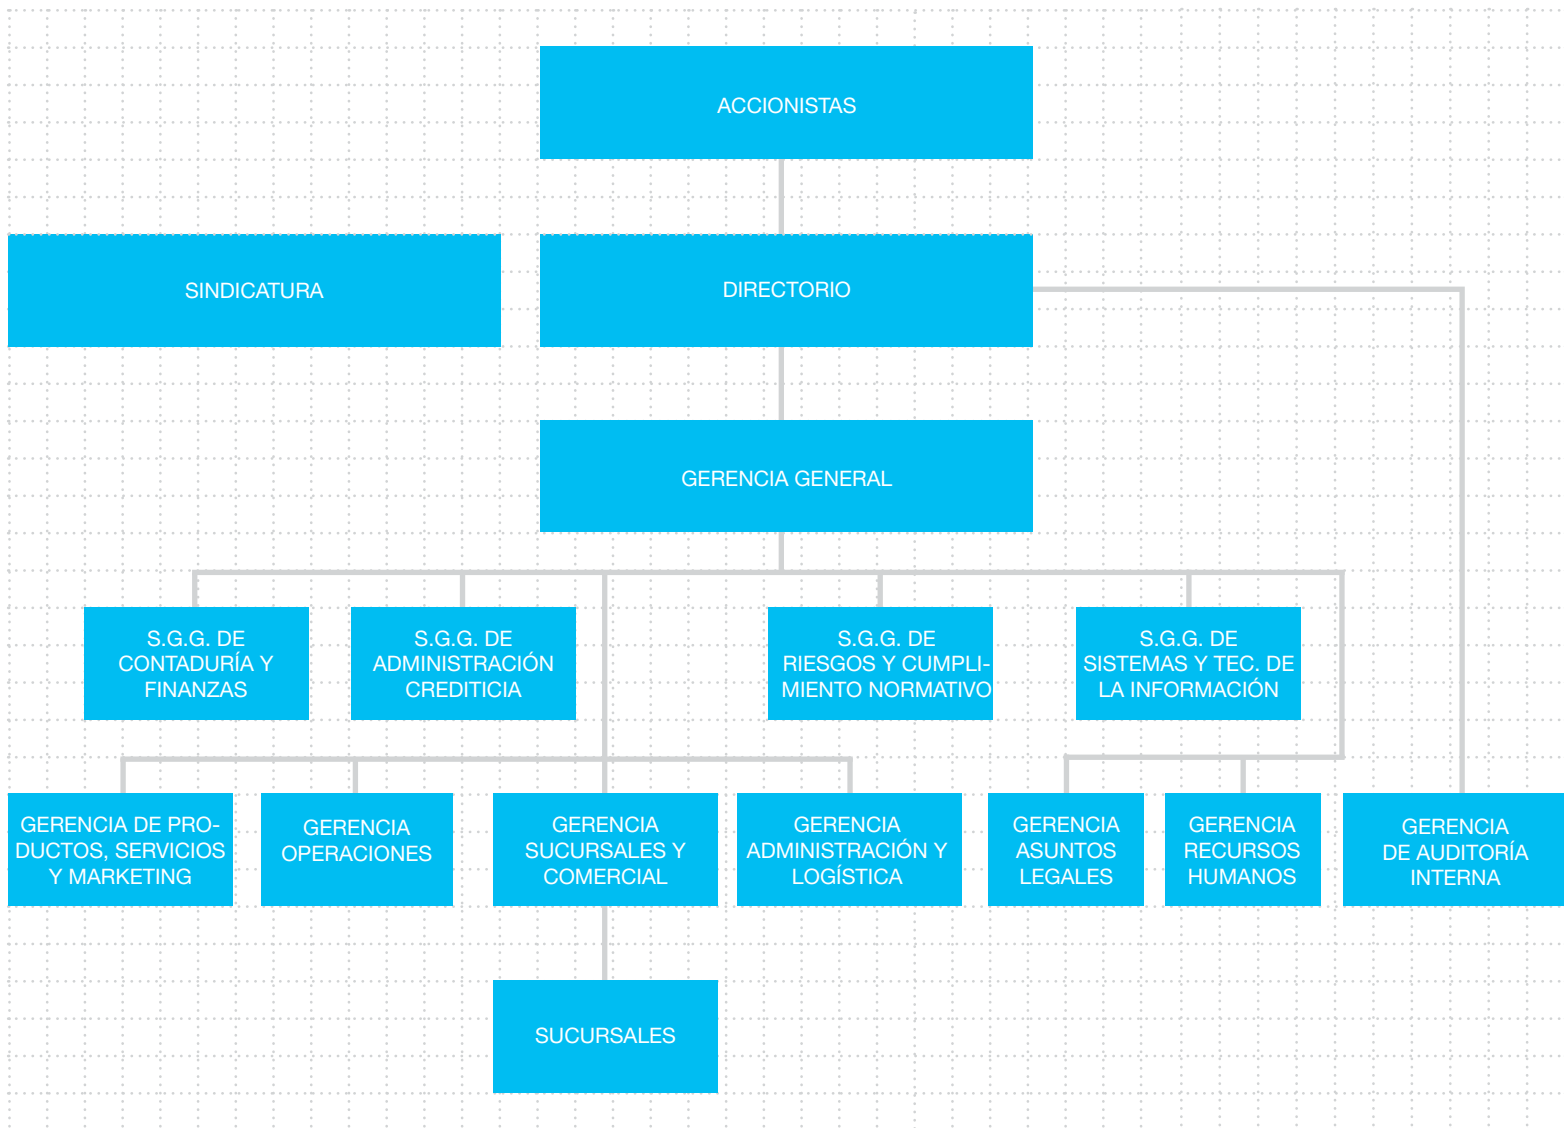 ACCIONISTAS
SINDICATURA
DIRECTORIO
GERENCIA GENERAL
S.G.G. DE
CONTADURÍA Y
FINANZAS
S.G.G. DE
ADMINISTRACIÓN
CREDITICIA
S.G.G. DE
RIESGOS Y CUMPLI-
MIENTO NORMATIVO
S.G.G. DE
SISTEMAS Y TEC. DE
LA INFORMACIÓN
GERENCIA DE PRO-
DUCTOS, SERVICIOS
Y MARKETING
GERENCIA
OPERACIONES
GERENCIA
SUCURSALES Y
COMERCIAL
GERENCIA
ADMINISTRACIÓN Y
LOGÍSTICA
GERENCIA
ASUNTOS
LEGALES
GERENCIA
RECURSOS
HUMANOS
GERENCIA
DE AUDITORÍA
INTERNA
SUCURSALES